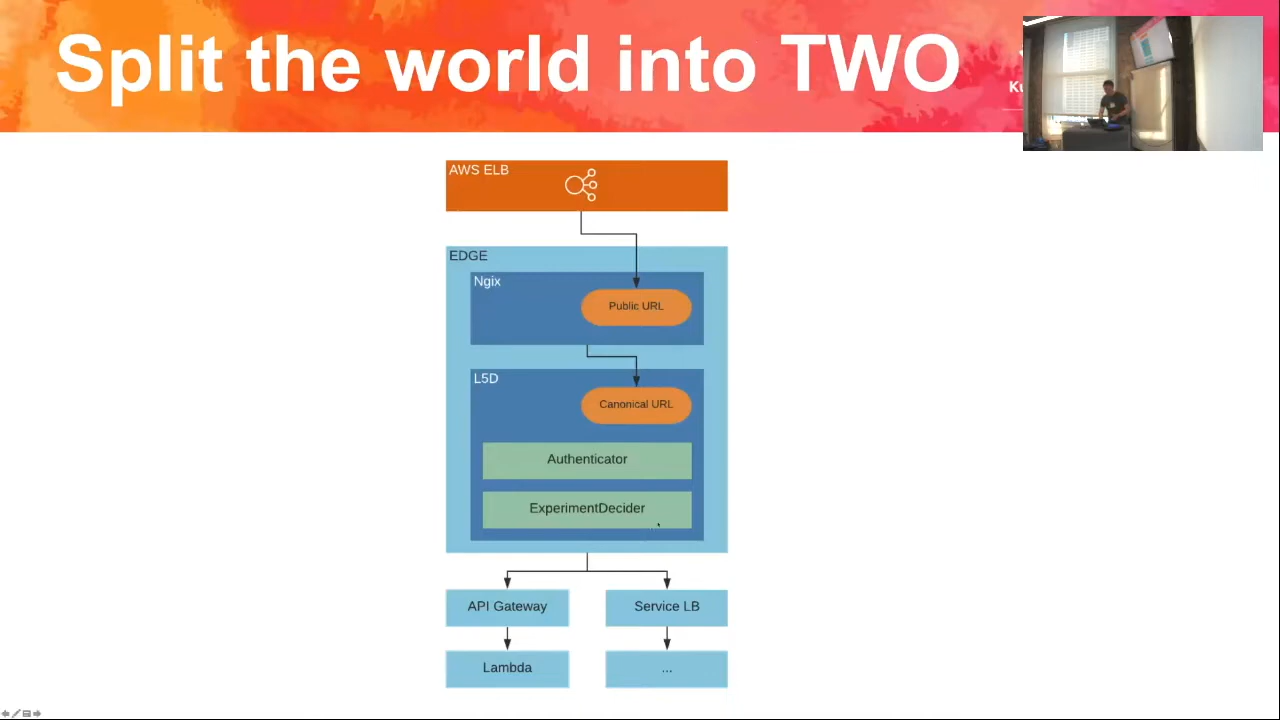 Split the world into TWO
Ku
AWS ELB
EDGE
Ngix
Public URL
L5D
Canonical URL
Authenticator
ExperimentDecider
API Gateway
Service LB
Lambda
...